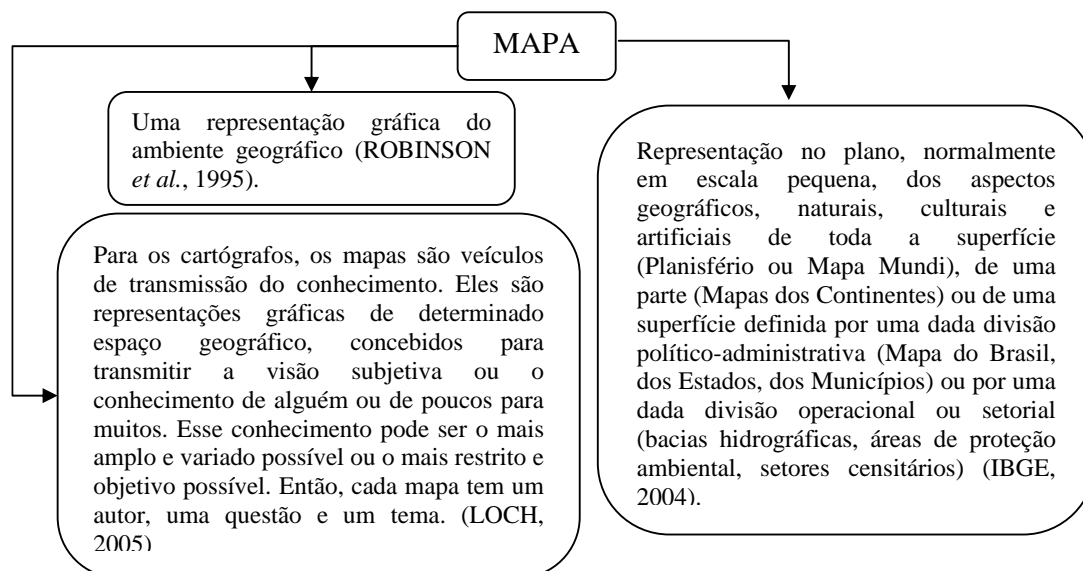 MAPA
Uma representação gráfica do
ambiente geográfico (ROBINSON
et al., 1995).
Para os cartógrafos, os mapas são veículos
de transmissão do conhecimento. Eles são
representações gráficas de determinado
espaço geográfico, concebidos para
transmitir a visão subjetiva ou o
conhecimento de alguém ou de poucos para
muitos. Esse conhecimento pode ser o mais
amplo e variado possível ou o mais restrito e
objetivo possível. Então, cada mapa tem um
autor, uma questão e um tema. (LOCH,
2005)
Representação no plano, normalmente
em escala pequena, dos aspectos
geográficos, naturais, culturais e
artificiais de toda a superfície
(Planisfério ou Mapa Mundi), de uma
parte (Mapas dos Continentes) ou de uma
superfície definida por uma dada divisão
político-administrativa (Mapa do Brasil,
dos Estados, dos Municípios) ou por uma
dada divisão operacional ou setorial
(bacias hidrográficas, áreas de proteção
ambiental, setores censitários) (IBGE,
2004).